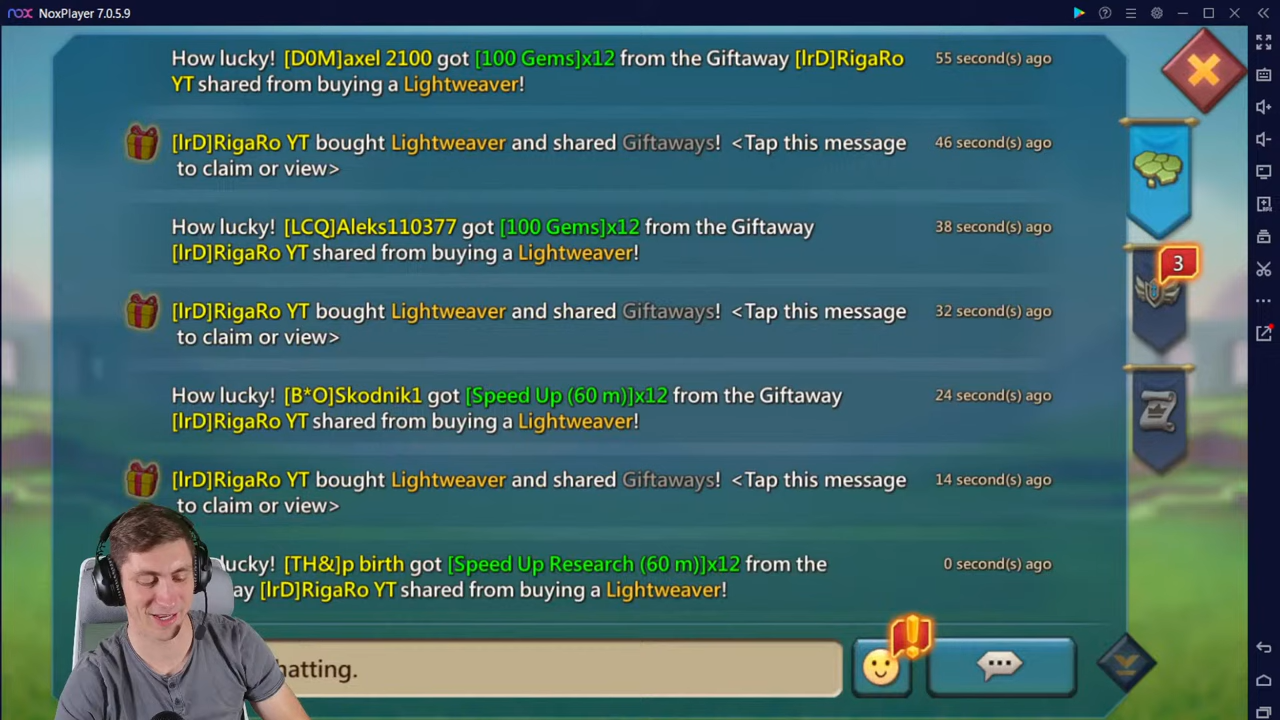 nox NoxPlayer 7.0.5.9
How lucky! [D0M]axel 2100 got [100 Gems]x12 from the Giftaway [lrD]RigaRo 55 second(s) ago
YT shared from buying a Lightweaver!
[lrD]RigaRo YT bought Lightweaver and shared Giftaways! <Tap this message 46 second(s) ago
to claim or view>
How lucky! [LCQ]Aleks110377 got [100 Gems]x12 from the Giftaway 38 second(s) ago
[lrD]RigaRo YT shared from buying a Lightweaver!
3
[lrD]RigaRo YT bought Lightweaver and shared Giftaways! <Tap this message 32 second(s) ago
to claim or view>
How lucky! [B*O]Skodnik1 got [Speed Up (60 m)]x12 from the Giftaway 24 second(s) ago
[lrD]RigaRo YT shared from buying a Lightweaver!
[lrD]RigaRo YT bought Lightweaver and shared Giftaways! <Tap this message 14 second(s) ago
to claim or view>
lucky! [TH&]p birth got [Speed Up Research (60 m)]x12 from the 0 second(s) ago
ay [lrD]RigaRo YT shared from buying a Lightweaver!
hatting.